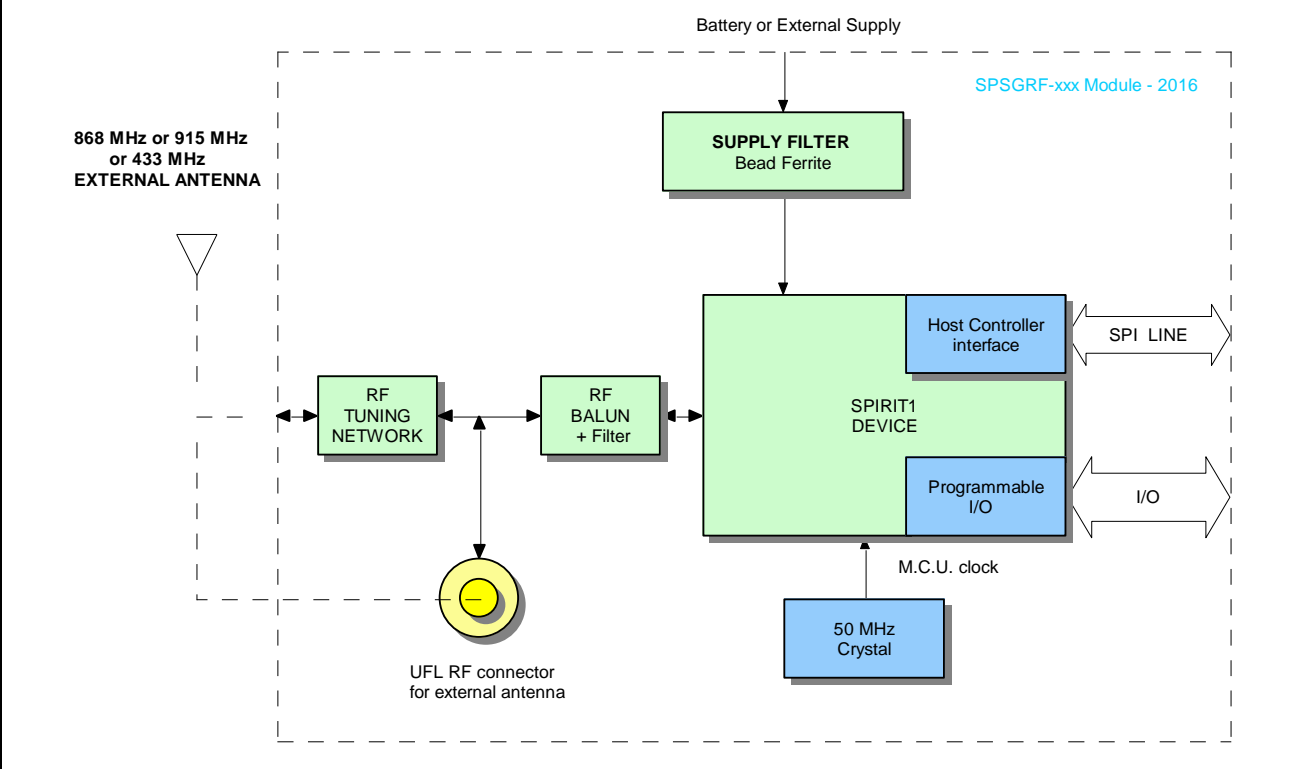 Battery or External Supply
SPSGRF-xxx Module - 2016
868 MHz or 915 MHz
or 433 MHz
EXTERNAL ANTENNA
SUPPLY FILTER
Bead Ferrite
Host Controller
interface
SPI LINE
RF
TUNING
NETWORK
RF
BALUN
+ Filter
SPIRIT1
DEVICE
Programmable
I/O
I/O
M.C.U. clock
50 MHz
Crystal
UFL RF connector
for external antenna